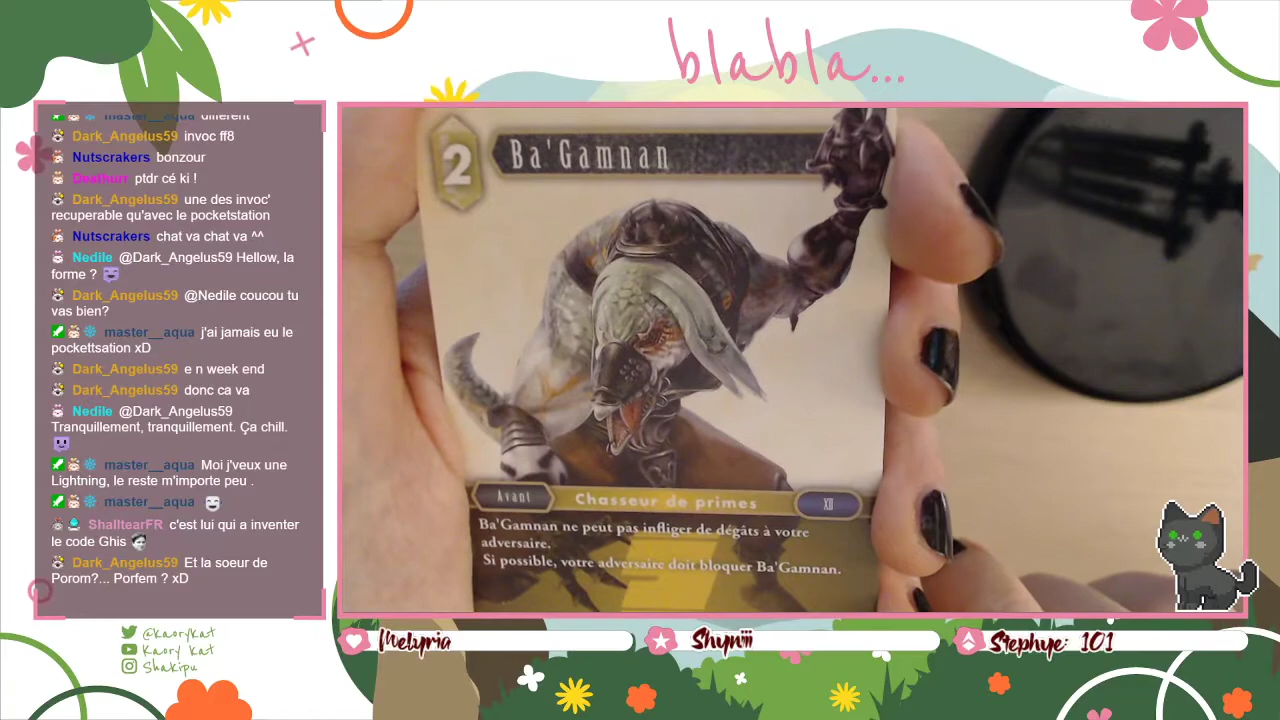 blabla...
master__aqua différent
Dark_Angelus59 invoc ff8
Nutscrakers bonzour
Deathurr ptdr cé ki !
Dark_Angelus59 une des invoc'
recuperable qu'avec le pocketstation
Nutscrakers chat va chat va ^^
Nedile @Dark_Angelus59 Hellow, la
forme ?
Dark_Angelus59 @Nedile coucou tu
vas bien?
master__aqua j'ai jamais eu le
pockettsation xD
Dark_Angelus59 e n week end
Dark_Angelus59 donc ca va
Nedile @Dark_Angelus59
Tranquillement, tranquillement. Ça chill.
master__aqua Moi j'veux une
Lightning, le reste m'importe peu .
master__aqua
ShalltearFR c'est lui qui a inventer
le code Ghis
Dark_Angelus59 Et la soeur de
Porom?... Porfem ? xD
2
Ba'Gamnan
Avant
Chasseur de primes
XII
Ba'Gamnan ne peut pas infliger de dégâts à votre
adversaire.
Si possible, votre adversaire doit bloquer Ba'Gamnan.
@kaorykat
Kaory kat
Shakipu
Melyria
Shyniii
Stephye: 101